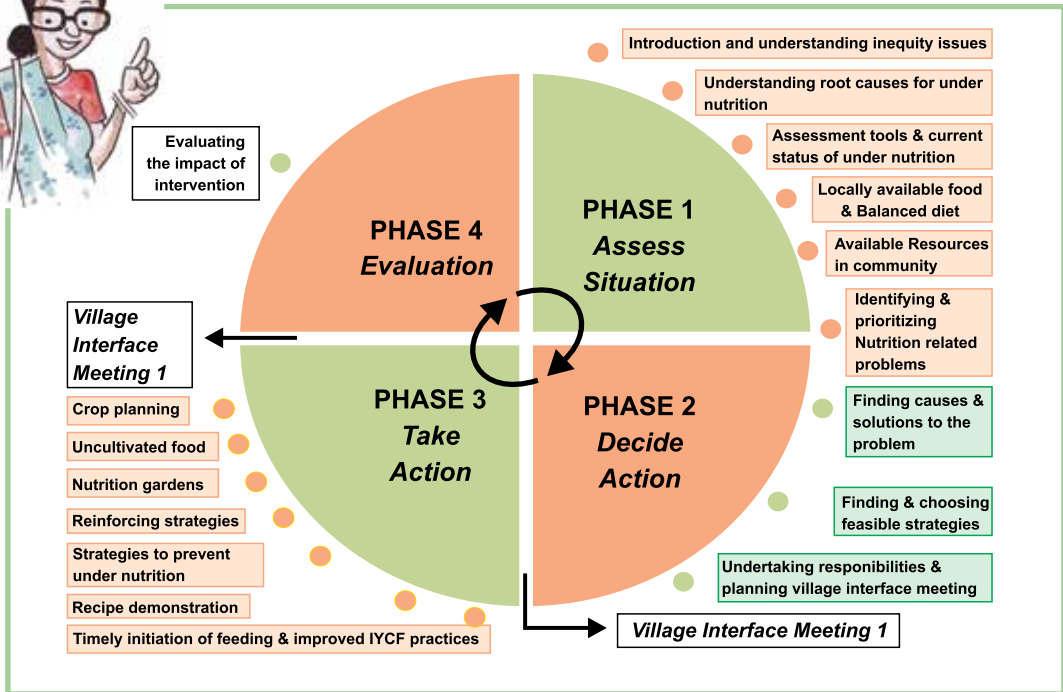 Introduction and understanding inequity issues
Understanding root causes for under
nutrition
Assessment tools & current
status of under nutrition
Locally available food
& Balanced diet
Available Resources
in community
Identifying &
prioritizing
Nutrition related
problems
Finding causes &
solutions to the
problem
Finding & choosing
feasible strategies
Undertaking responibilities &
planning village interface meeting
Village Interface Meeting 1
PHASE 1
Assess
Situation
PHASE 2
Decide
Action
PHASE 3
Take
Action
PHASE 4
Evaluation
Evaluating
the impact of
intervention
Village
Interface
Meeting 1
Crop planning
Uncultivated food
Nutrition gardens
Reinforcing strategies
Strategies to prevent
under nutrition
Recipe demonstration
Timely initiation of feeding & improved IYCF practices